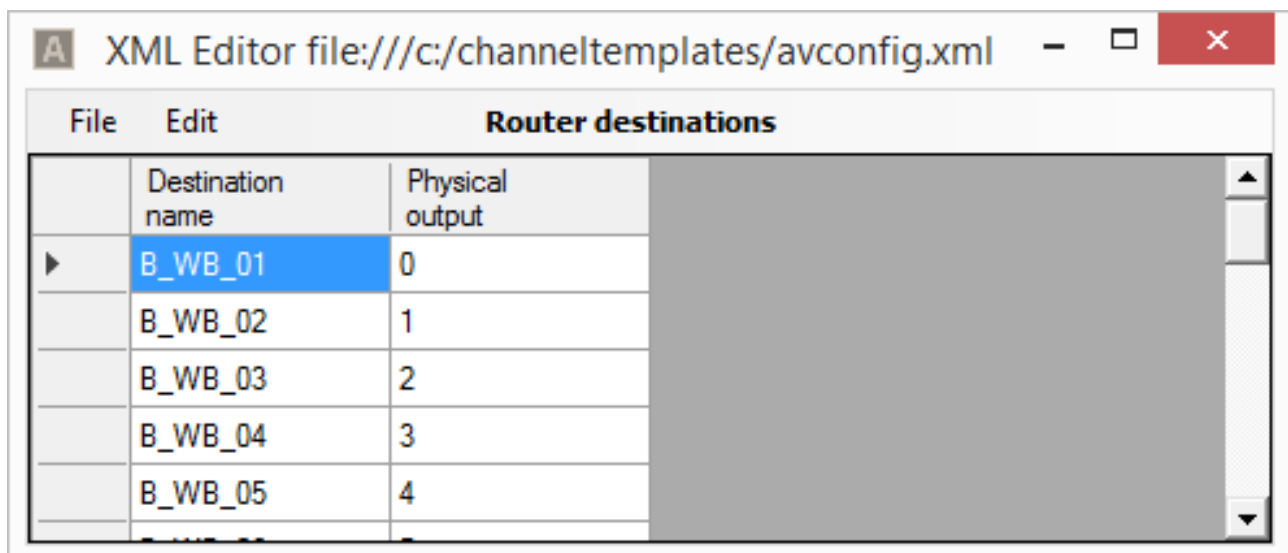 A XML Editor file:///c:/channeltemplates/avconfig.xml
File Edit Router destinations
Destination name Physical output
B_WB_01 0
B_WB_02 1
B_WB_03 2
B_WB_04 3
B_WB_05 4